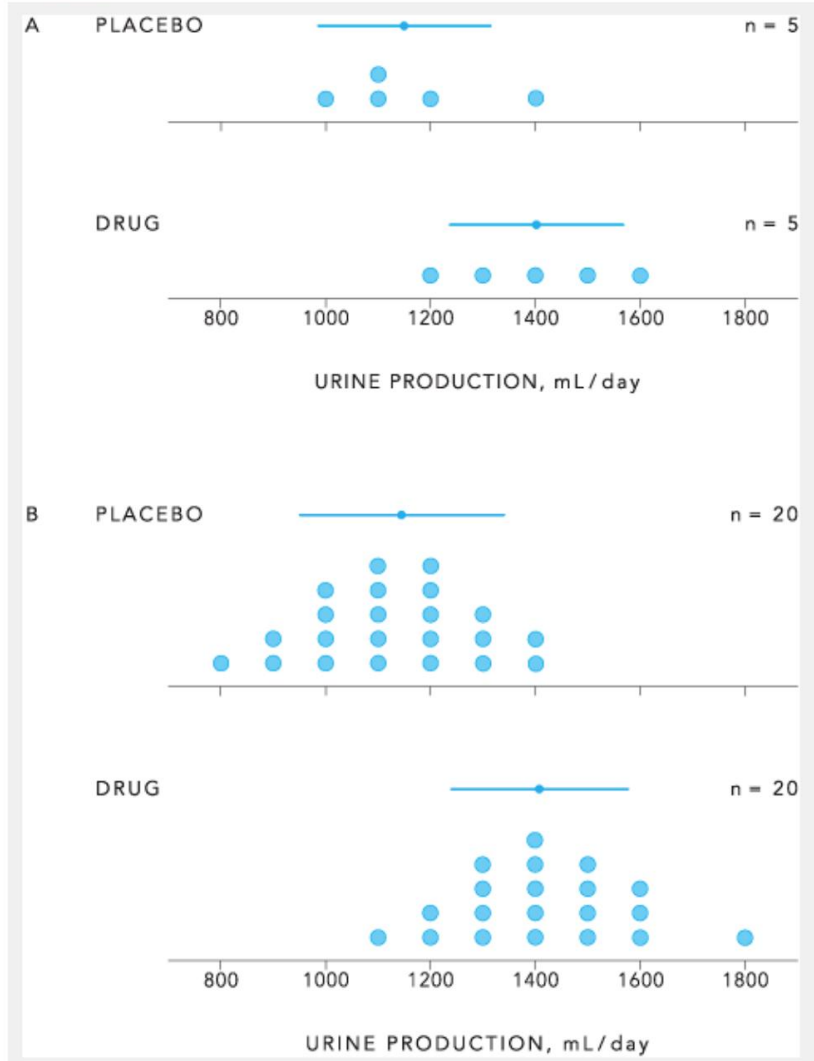 A PLACEBO n = 5
DRUG n = 5
800 1000 1200 1400 1600 1800
URINE PRODUCTION, mL/day
B PLACEBO n = 20
DRUG n = 20
800 1000 1200 1400 1600 1800
URINE PRODUCTION, mL/day